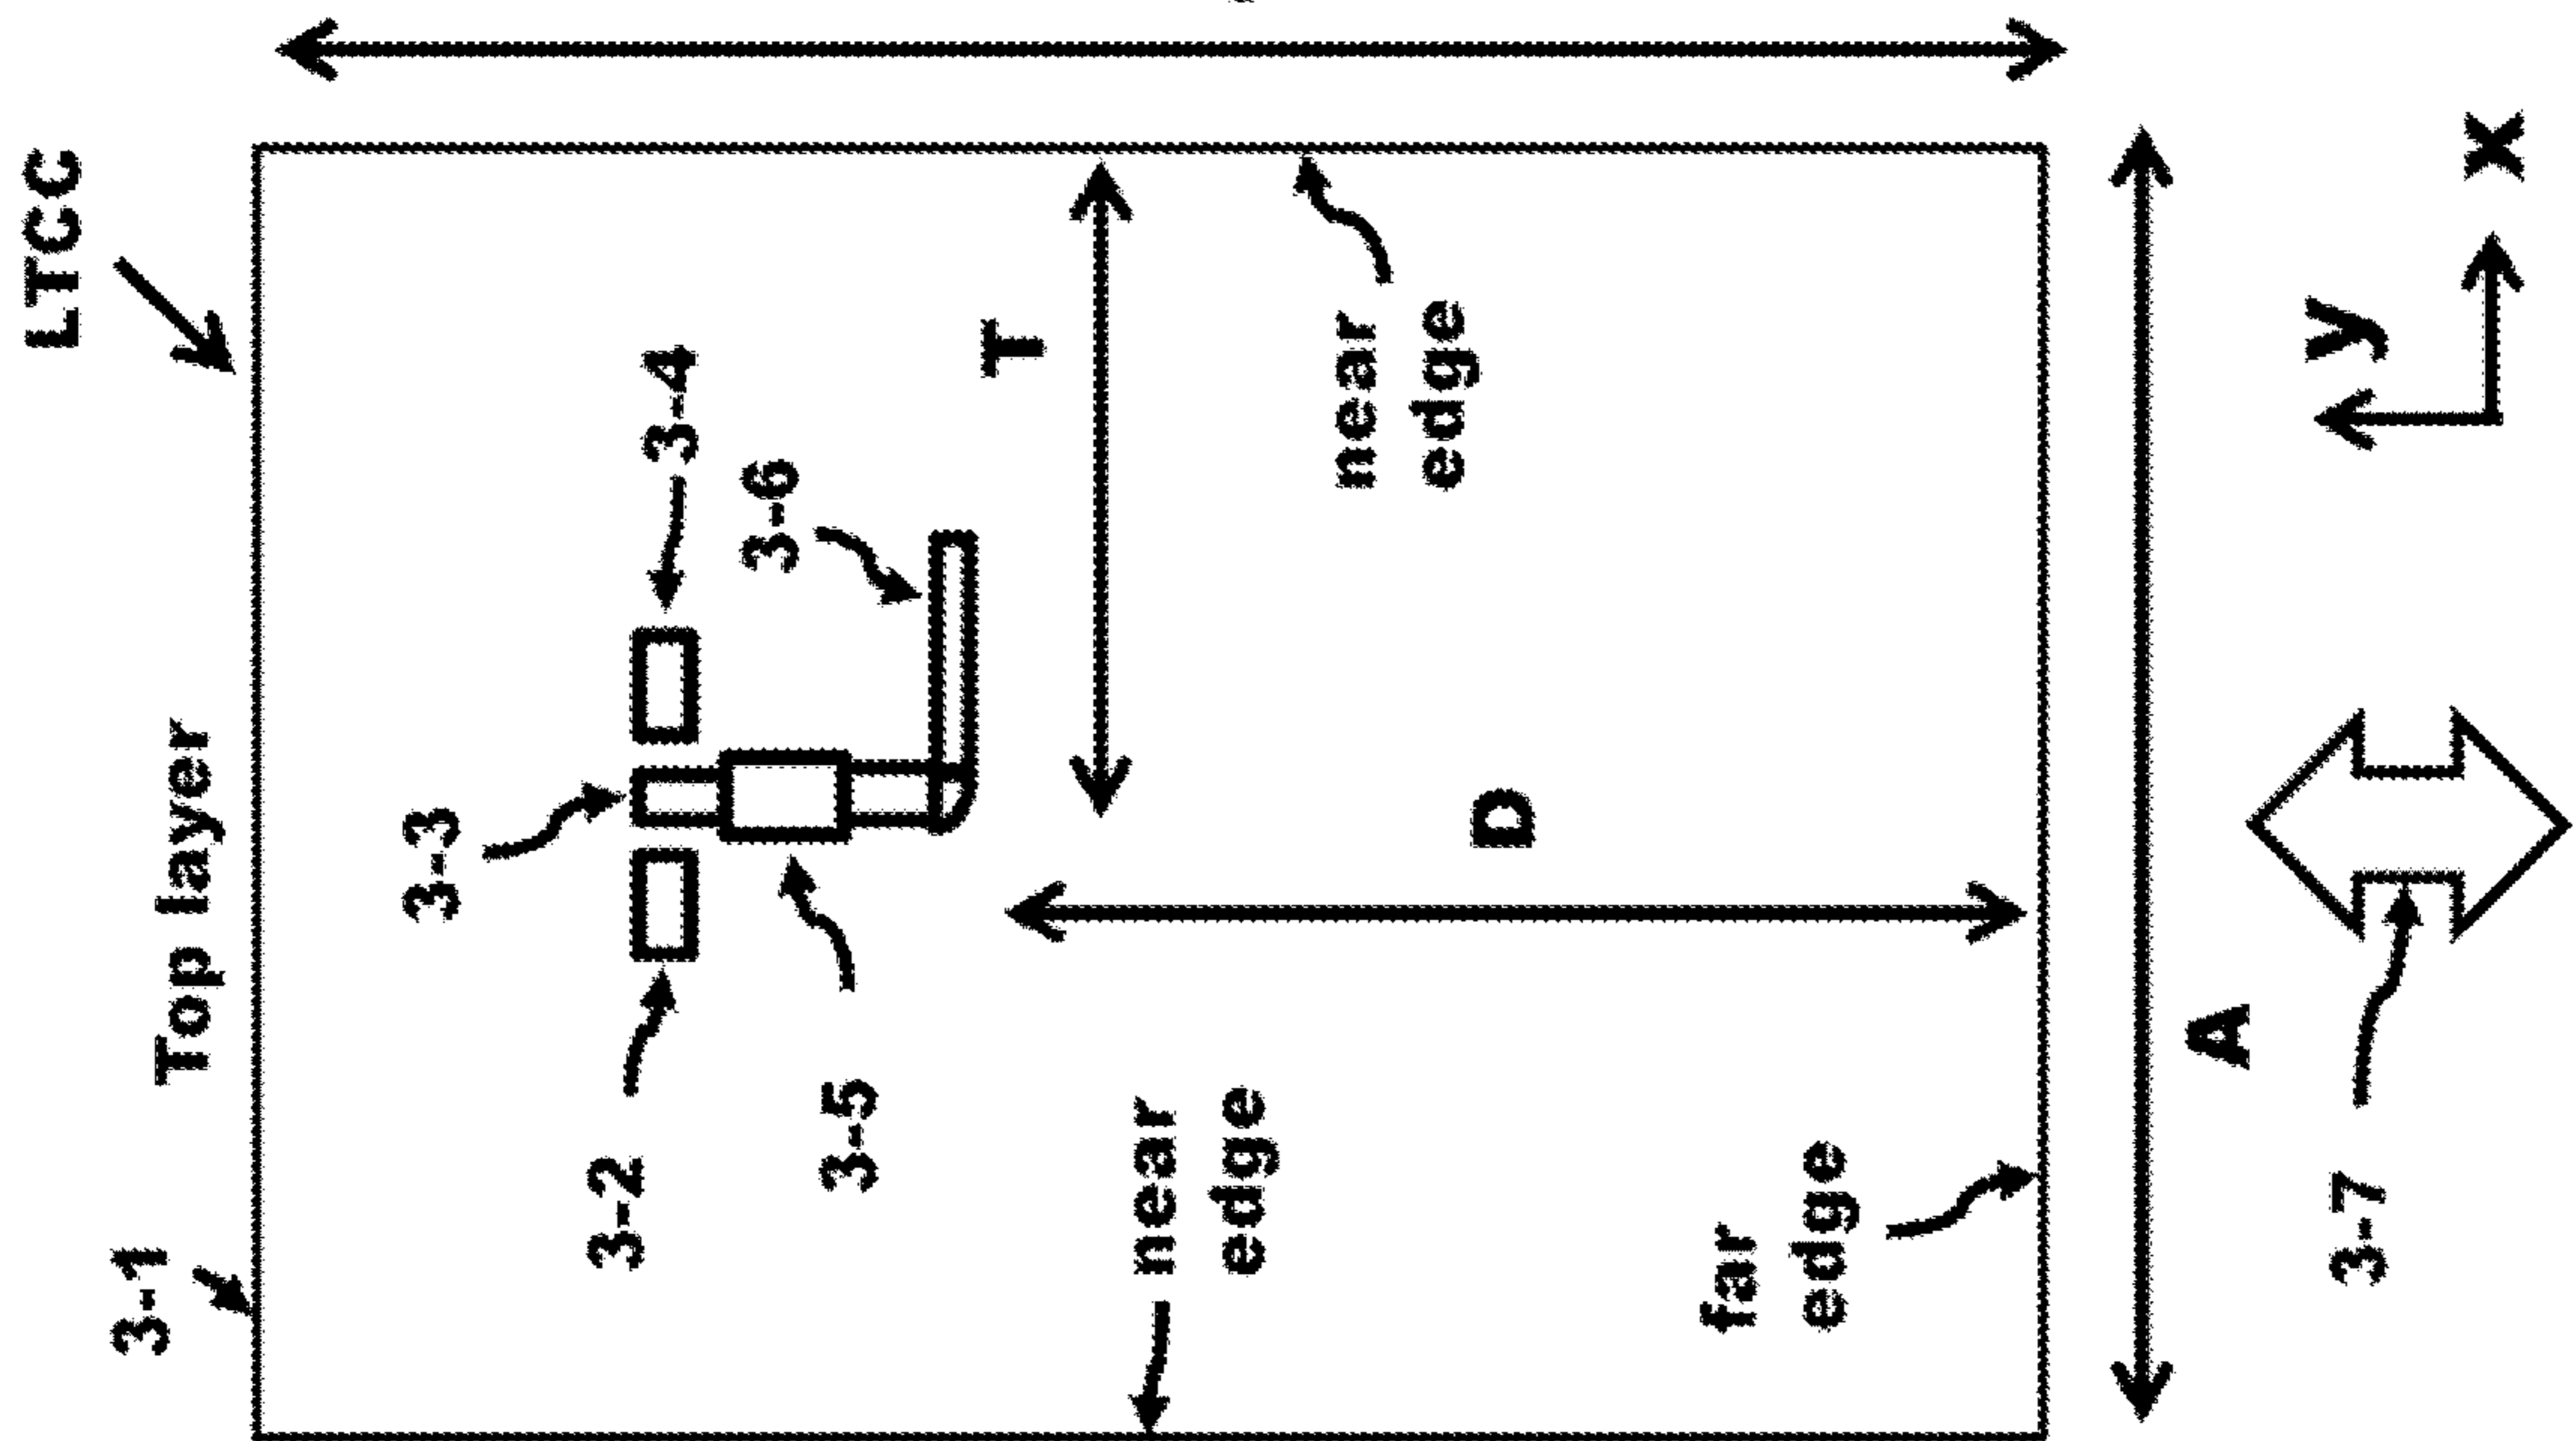 LTCC
3-1
Top layer
3-3
3-2
3-4
3-6
3-5
T
near
edge
near
edge
D
far
edge
A
y
3-7
x